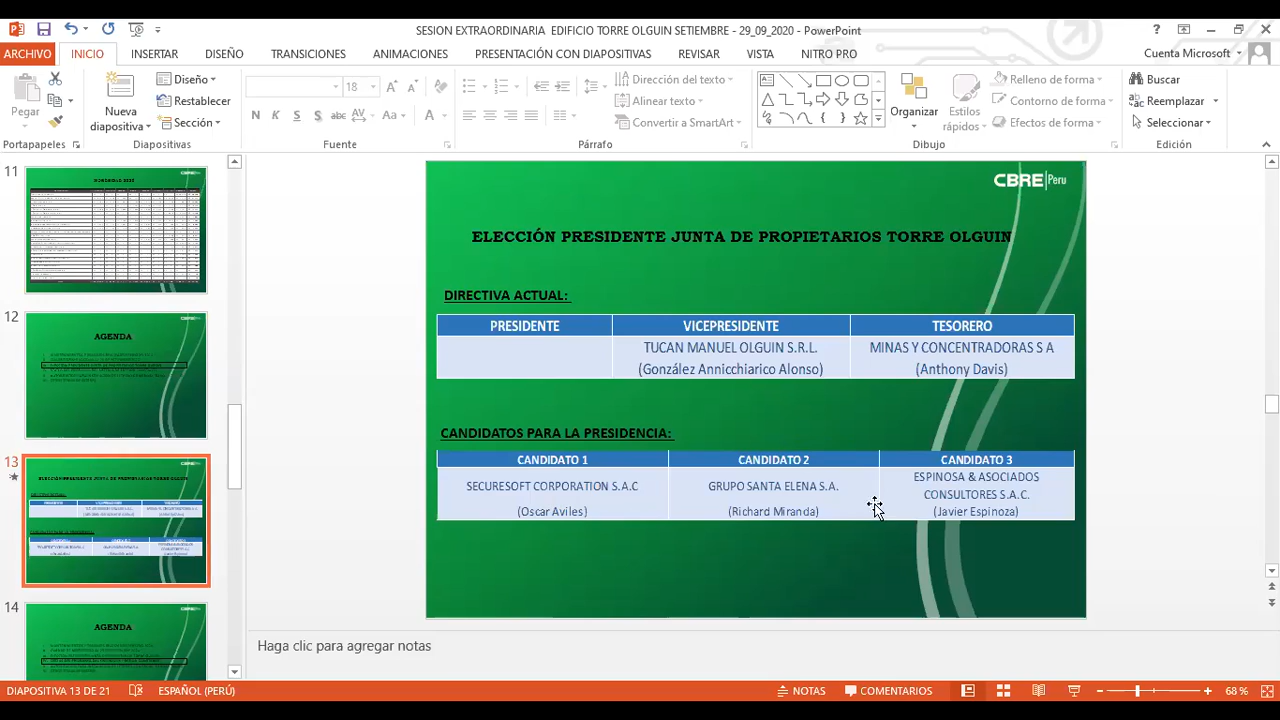 SESION EXTRAORDINARIA EDIFICIO TORRE OLGUIN SETIEMBRE - 29_09_2020 - PowerPoint
ARCHIVO INICIO INSERTAR DISEÑO TRANSICIONES ANIMACIONES PRESENTACIÓN CON DIAPOSITIVAS REVISAR VISTA NITRO PRO Cuenta Microsoft
Pegar
Nueva diapositiva
Diseño
Restablecer
Sección
18
N K S S abc AV Aa A
Dirección del texto
Alinear texto
Convertir a SmartArt
Organizar
Estilos rápidos
Relleno de forma
Contorno de forma
Efectos de forma
Buscar
Reemplazar
Seleccionar
Portapapeles Diapositivas Fuente Párrafo Dibujo Edición
11
12
AGENDA
13
14
AGENDA
CBRE Peru
ELECCIÓN PRESIDENTE JUNTA DE PROPIETARIOS TORRE OLGUIN
DIRECTIVA ACTUAL:
PRESIDENTE VICEPRESIDENTE TESORERO
TUCAN MANUEL OLGUIN S.R.L. MINAS Y CONCENTRADORAS S A
(González Annicchiarico Alonso) (Anthony Davis)
CANDIDATOS PARA LA PRESIDENCIA:
CANDIDATO 1 CANDIDATO 2 CANDIDATO 3
SECURESOFT CORPORATION S.A.C GRUPO SANTA ELENA S.A. ESPINOSA & ASOCIADOS CONSULTORES S.A.C.
(Oscar Aviles) (Richard Mujica) (Javier Espinoza)
Haga clic para agregar notas
DIAPOSITIVA 13 DE 21 ESPAÑOL (PERÚ) NOTAS COMENTARIOS 68 %